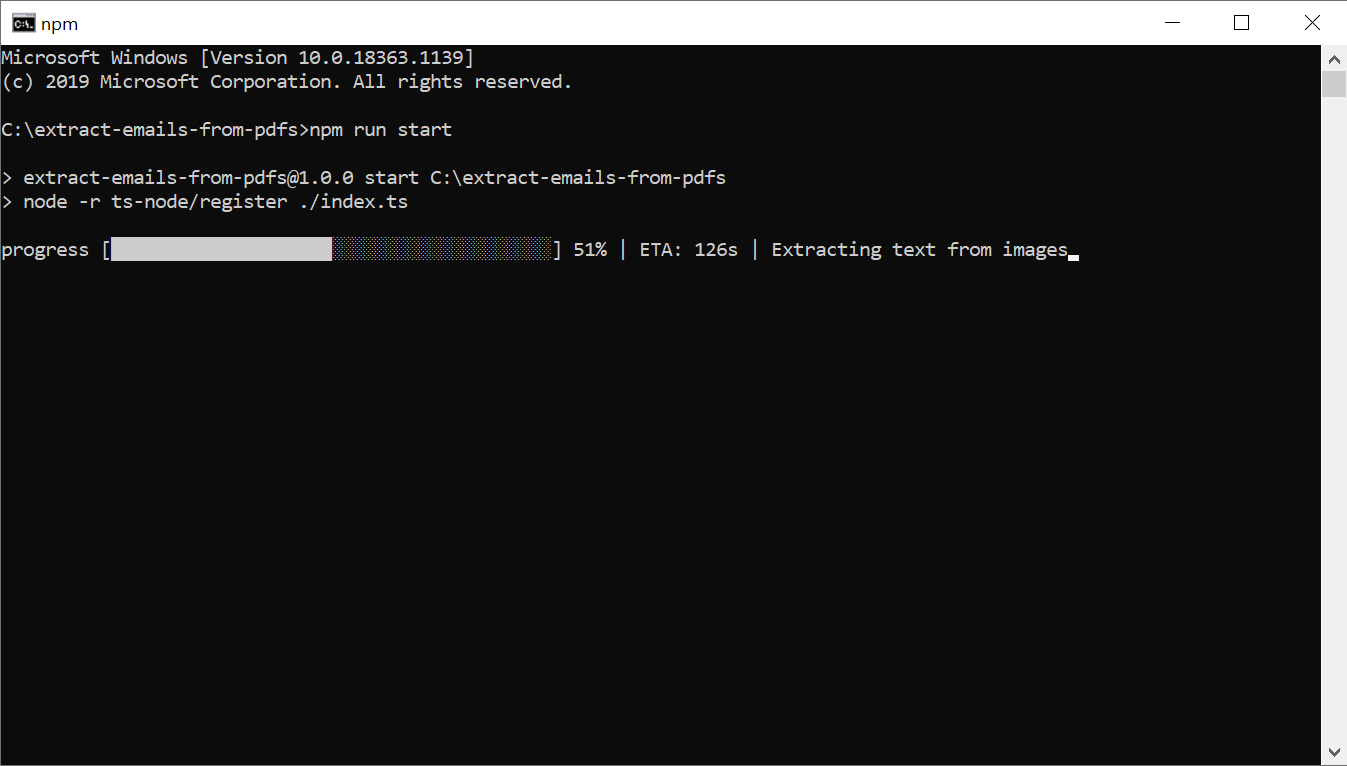 npm
Microsoft Windows [Version 10.0.18363.1139]
(c) 2019 Microsoft Corporation. All rights reserved.
C:\extract-emails-from-pdfs>npm run start
> extract-emails-from-pdfs@1.0.0 start C:\extract-emails-from-pdfs
> node -r ts-node/register ./index.ts
progress [████████████████████░░░░░░░░░░░░░░░░░░░░] 51% | ETA: 126s | Extracting text from images